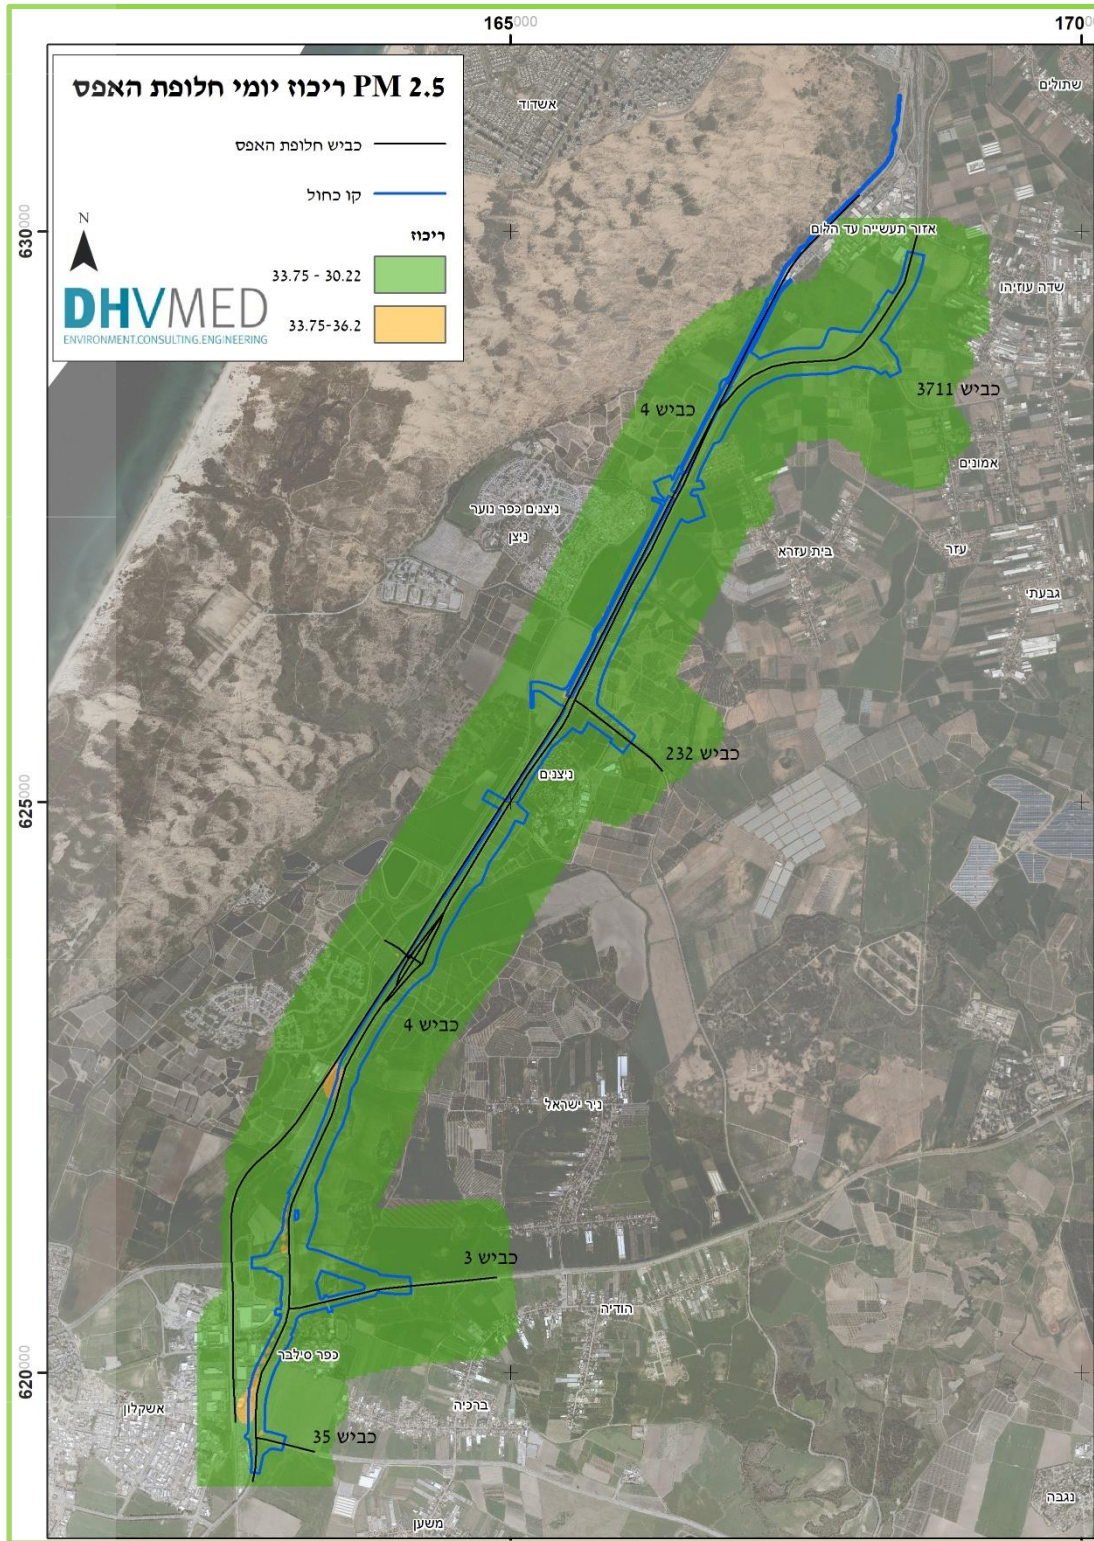 165000
170000
PM 2.5 ריכוז יומי חלופת האפס
כביש חלופת האפס
קו כחול
ריכוז
33.75 - 30.22
33.75-36.2
N
DHVMED
ENVIRONMENT.CONSULTING.ENGINEERING
שתולים
אשדוד
630000
אזור תעשייה עד הלום
שדה עוזיהו
כביש 3711
כביש 4
אמונים
ניצנים כפר נוער
ניצן
בית עזרא
עזר
גבעתי
כביש 232
ניצנים
625000
כביש 4
ניר ישראל
כביש 3
הודיה
כפר סילבר
620000
אשקלון
ברכיה
כביש 35
נגבה
משען